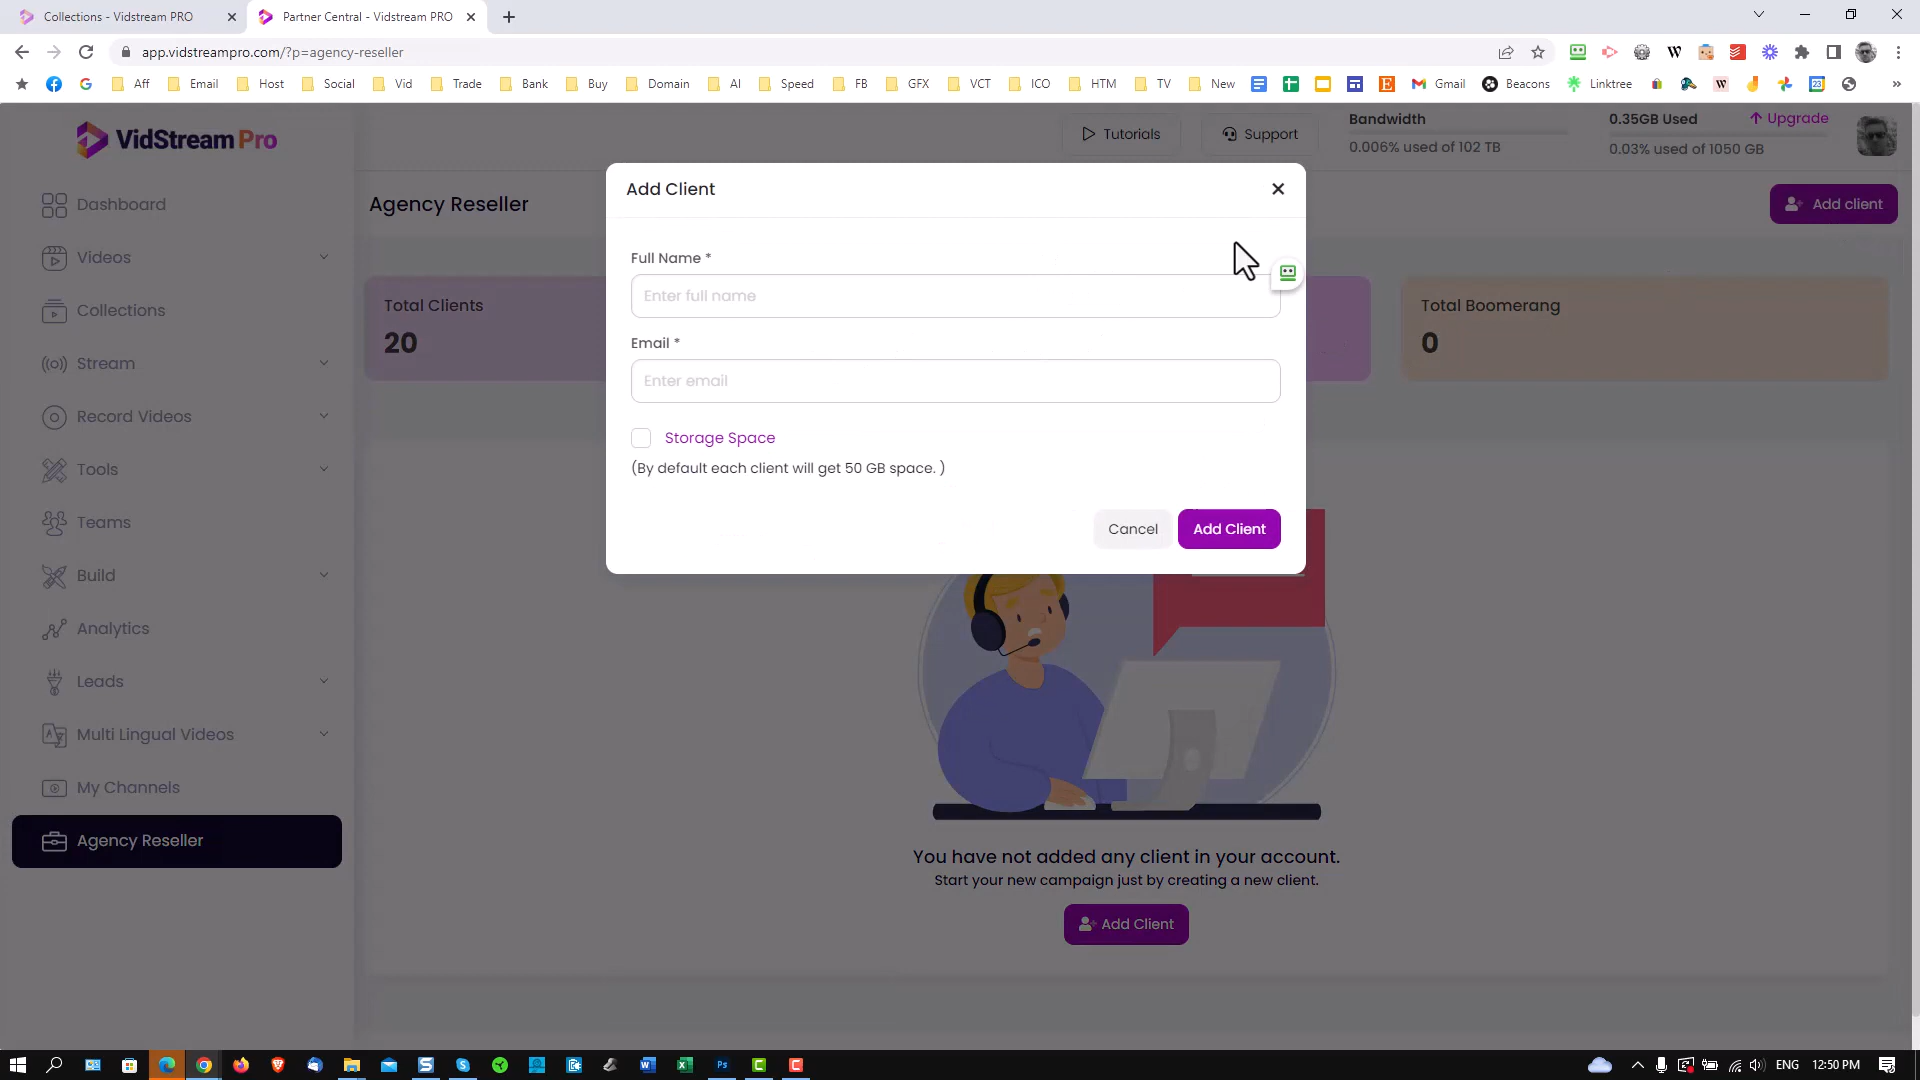 Collections - Vidstream PRO
Partner Central - Vidstream PRO
app.vidstreampro.com/?p=agency-reseller
Aff
Email
Host
Social
Vid
Trade
Bank
Buy
Domain
AI
Speed
FB
GFX
VCT
ICO
HTM
TV
New
Gmail
Beacons
Linktree
VidStream Pro
Tutorials
Support
Bandwidth
0.006% used of 102 TB
0.35GB Used
Upgrade
0.03% used of 1050 GB
Dashboard
Videos
Collections
Stream
Record Videos
Tools
Teams
Build
Analytics
Leads
Multi Lingual Videos
My Channels
Agency Reseller
Agency Reseller
Add client
Total Clients
20
Total Boomerang
0
Add Client
Full Name *
Enter full name
Email *
Enter email
Storage Space
(By default each client will get 50 GB space. )
Cancel
Add Client
You have not added any client in your account.
Start your new campaign just by creating a new client.
Add Client
ENG
12:50 PM